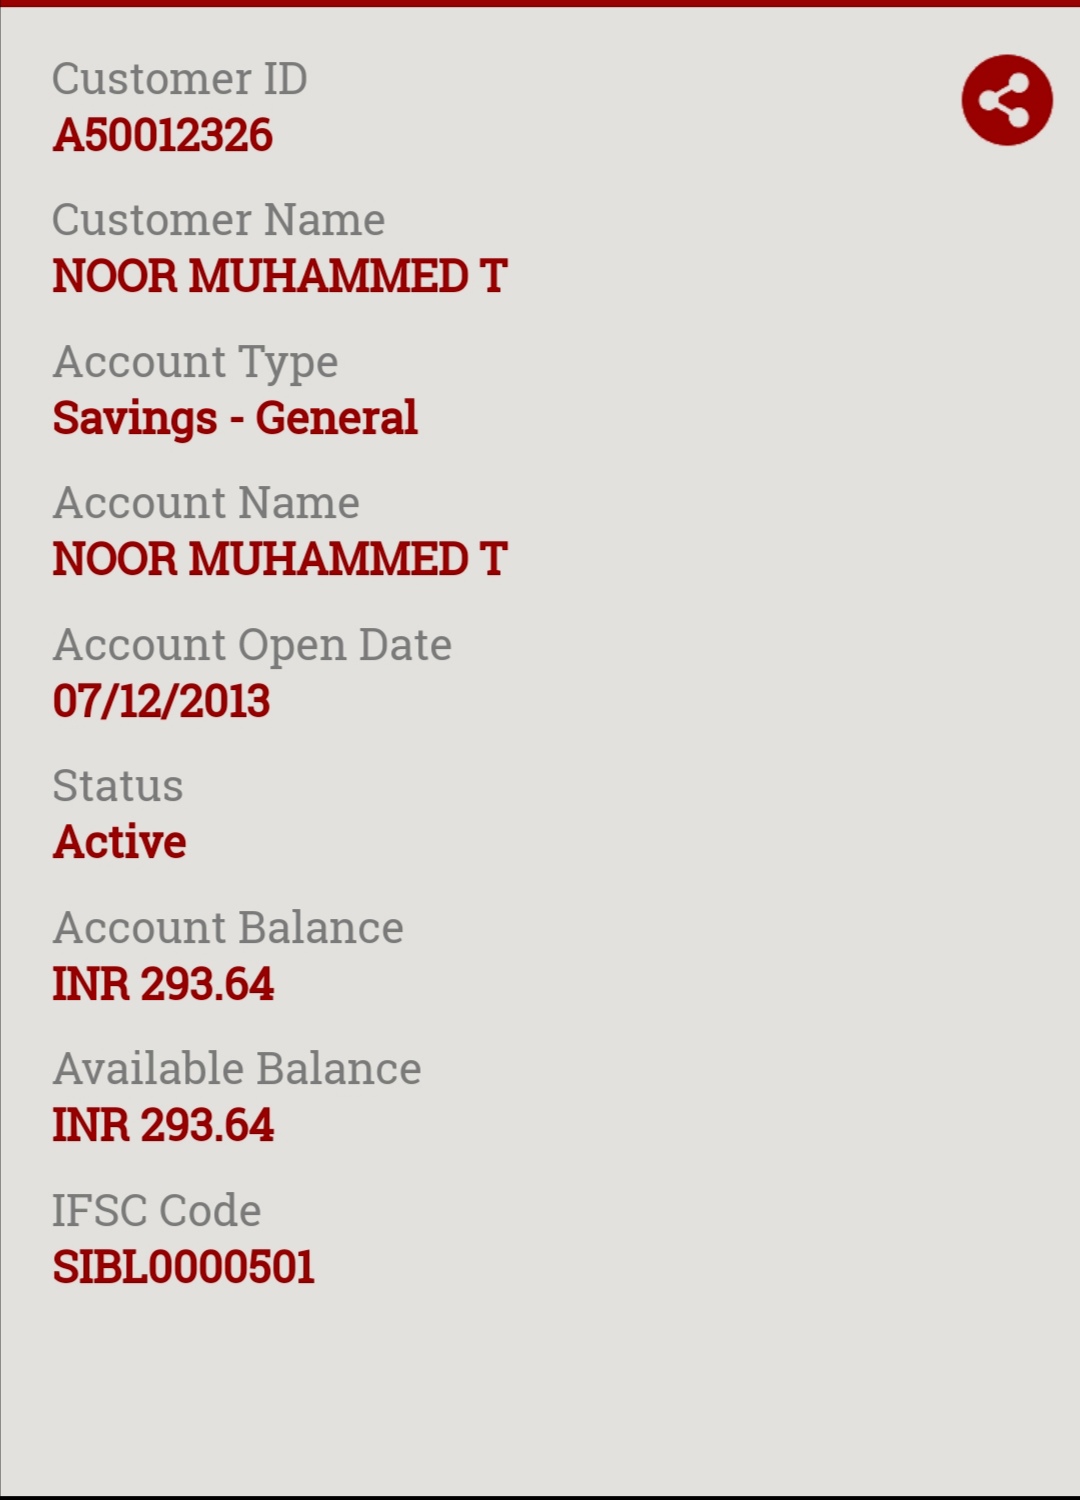 Customer ID
A50012326
Customer Name
NOOR MUHAMMED T
Account Type
Savings - General
Account Name
NOOR MUHAMMED T
Account Open Date
07/12/2013
Status
Active
Account Balance
INR 293.64
Available Balance
INR 293.64
IFSC Code
SIBL0000501